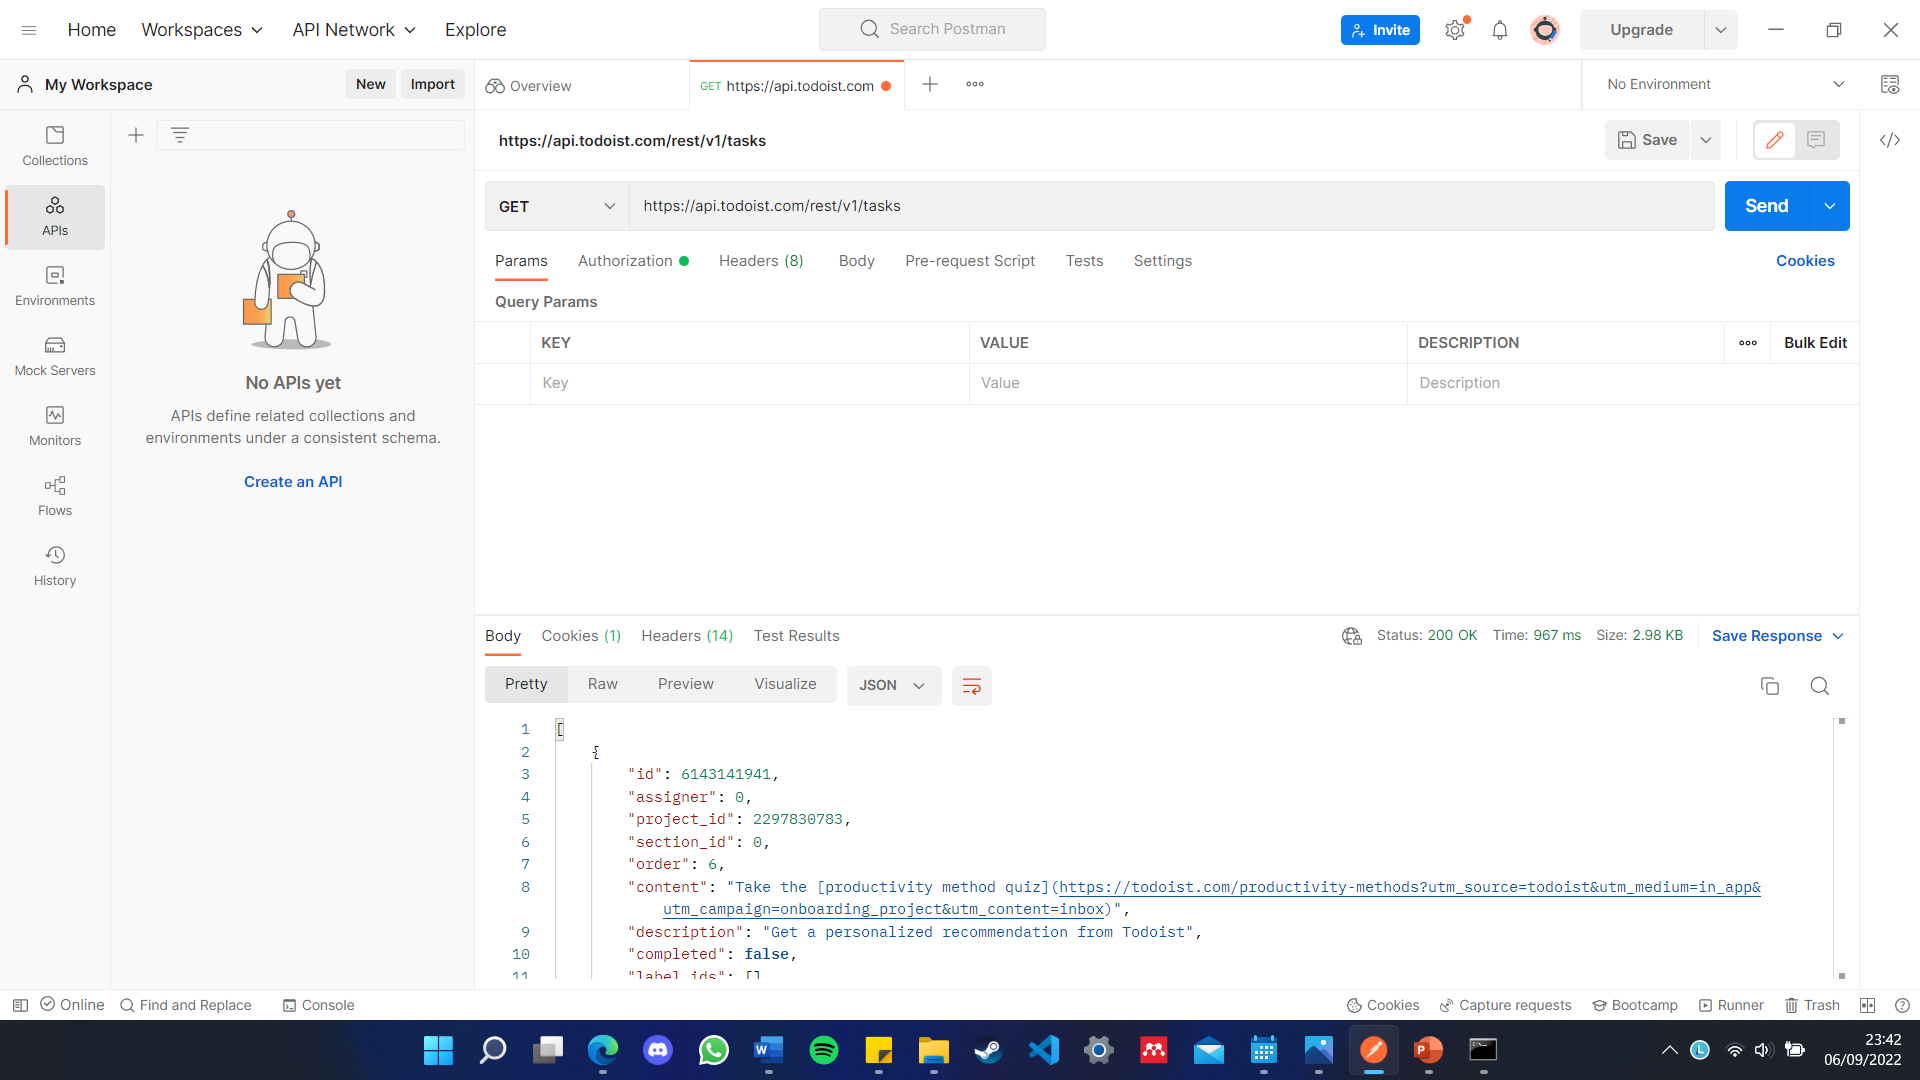 Home
Workspaces
API Network
Explore
Search Postman
Invite
Upgrade
My Workspace
New
Import
Overview
GET https://api.todoist.com
No Environment
Collections
APIs
Environments
Mock Servers
Monitors
Flows
History
No APIs yet
APIs define related collections and
environments under a consistent schema.
Create an API
https://api.todoist.com/rest/v1/tasks
Save
GET
https://api.todoist.com/rest/v1/tasks
Send
Params
Authorization
Headers (8)
Body
Pre-request Script
Tests
Settings
Cookies
Query Params
KEY
VALUE
DESCRIPTION
Bulk Edit
Key
Value
Description
Body
Cookies (1)
Headers (14)
Test Results
Status: 200 OK
Time: 967 ms
Size: 2.98 KB
Save Response
Pretty
Raw
Preview
Visualize
JSON
1 [
2 {
3 "id": 6143141941,
4 "assigner": 0,
5 "project_id": 2297830783,
6 "section_id": 0,
7 "order": 6,
8 "content": "Take the [productivity method quiz](https://todoist.com/productivity-methods?utm_source=todoist&utm_medium=in_app&
utm_campaign=onboarding_project&utm_content=inbox)",
9 "description": "Get a personalized recommendation from Todoist",
10 "completed": false,
11 "label_ids": []
Online
Find and Replace
Console
Cookies
Capture requests
Bootcamp
Runner
Trash
23:42
06/09/2022